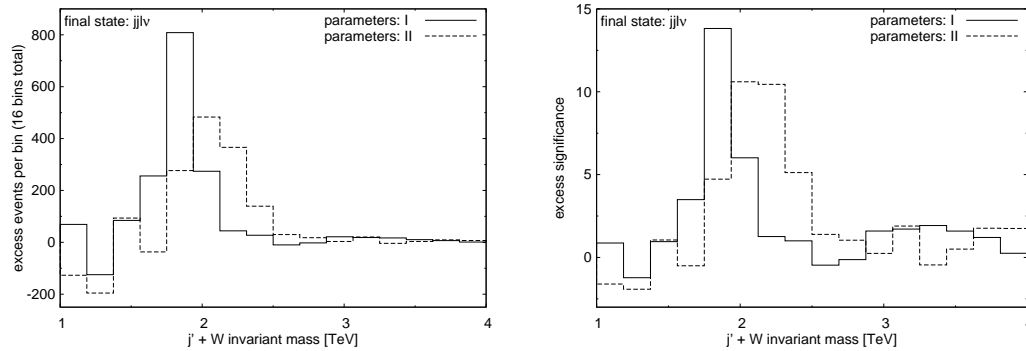 final state: jjlν
parameters: I
parameters: II
excess events per bin (16 bins total)
800
600
400
200
0
-200
1
2
3
4
j' + W invariant mass [TeV]
final state: jjlν
parameters: I
parameters: II
excess significance
15
10
5
0
1
2
3
4
j' + W invariant mass [TeV]